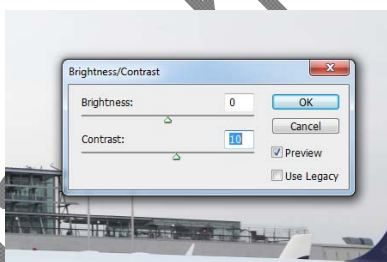 Brightness/Contrast
Brightness: 0 OK
Cancel
Contrast: 10
Preview
Use Legacy